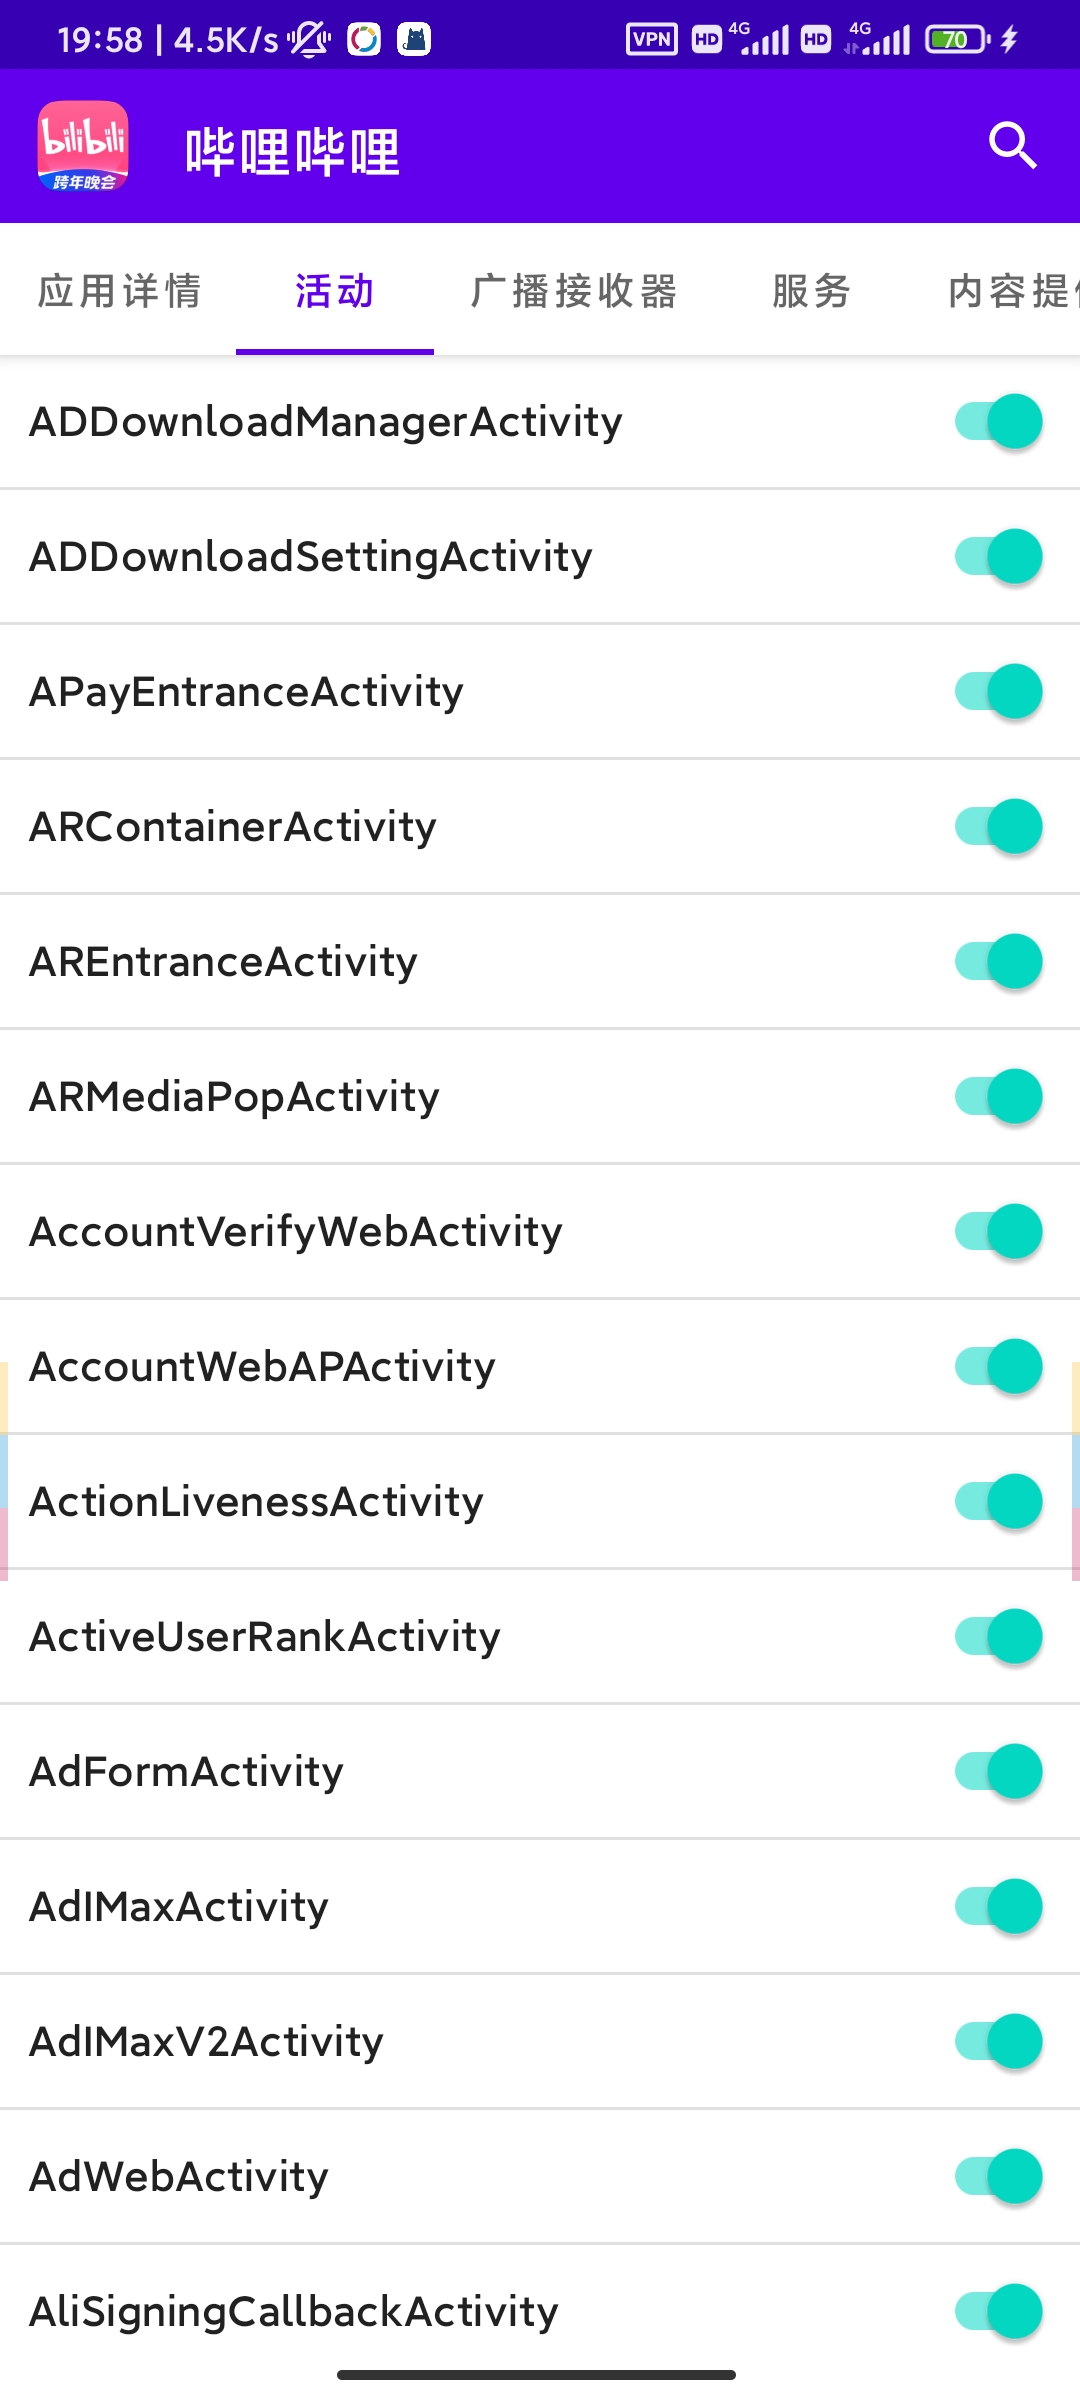 19:58 | 4.5K/s VPN HD 4G HD 4G 70
bilibili
跨年晚会
哔哩哔哩
应用详情 活动 广播接收器 服务 内容提
ADDownloadManagerActivity
ADDownloadSettingActivity
APayEntranceActivity
ARContainerActivity
AREntranceActivity
ARMediaPopActivity
AccountVerifyWebActivity
AccountWebAPActivity
ActionLivenessActivity
ActiveUserRankActivity
AdFormActivity
AdIMaxActivity
AdIMaxV2Activity
AdWebActivity
AliSigningCallbackActivity